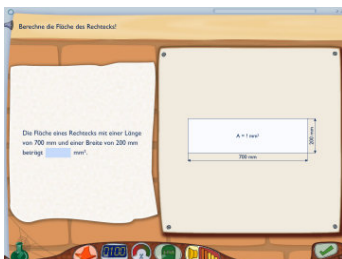 Berechne die Fläche des Rechtecks!
Die Fläche eines Rechtecks mit einer Länge
von 700 mm und einer Breite von 200 mm
beträgt mm².
A = ? mm²
200 mm
700 mm